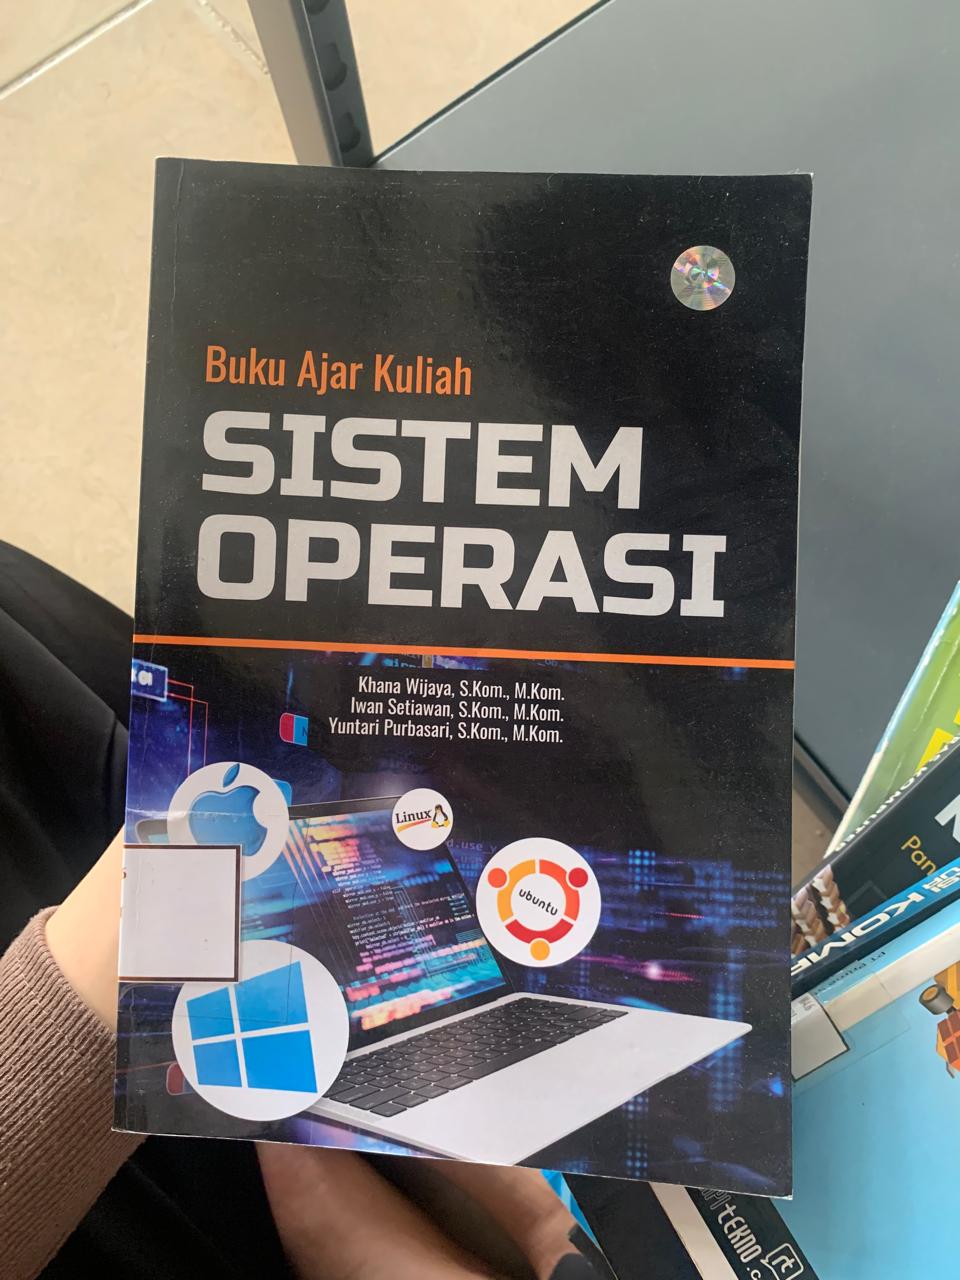 Buku Ajar Kuliah
SISTEM
OPERASI
Khana Wijaya, S.Kom., M.Kom.
Iwan Setiawan, S.Kom., M.Kom.
Yuntari Purbasari, S.Kom., M.Kom.
Linux
ubuntu